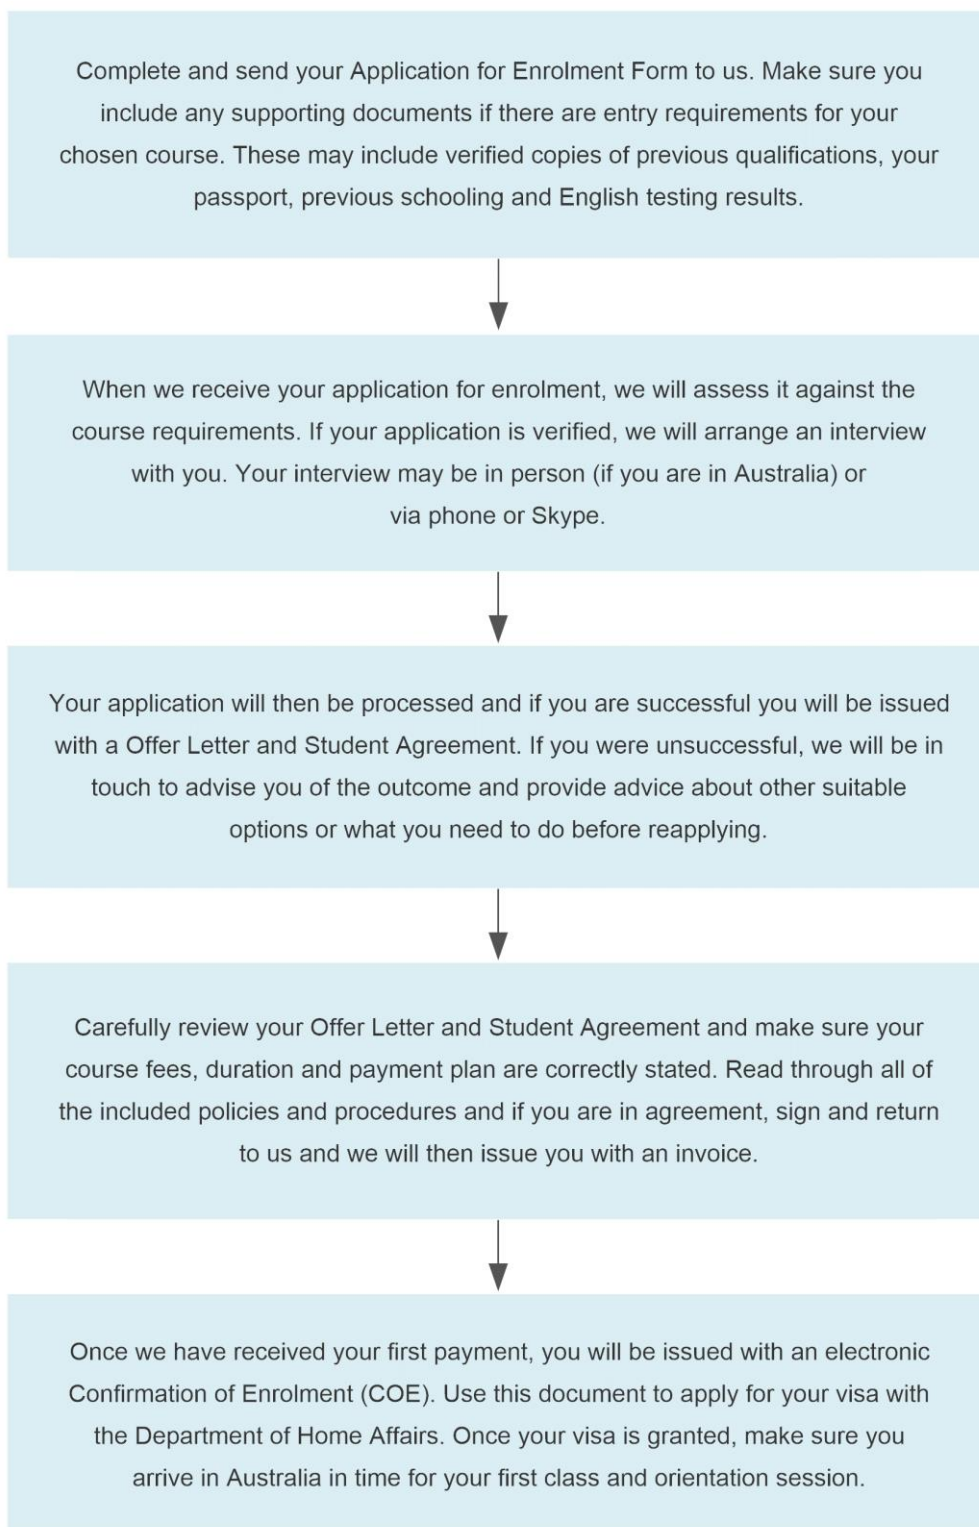 Complete and send your Application for Enrolment Form to us. Make sure you
include any supporting documents if there are entry requirements for your
chosen course. These may include verified copies of previous qualifications, your
passport, previous schooling and English testing results.
When we receive your application for enrolment, we will assess it against the
course requirements. If your application is verified, we will arrange an interview
with you. Your interview may be in person (if you are in Australia) or
via phone or Skype.
Your application will then be processed and if you are successful you will be issued
with a Offer Letter and Student Agreement. If you were unsuccessful, we will be in
touch to advise you of the outcome and provide advice about other suitable
options or what you need to do before reapplying.
Carefully review your Offer Letter and Student Agreement and make sure your
course fees, duration and payment plan are correctly stated. Read through all of
the included policies and procedures and if you are in agreement, sign and return
to us and we will then issue you with an invoice.
Once we have received your first payment, you will be issued with an electronic
Confirmation of Enrolment (COE). Use this document to apply for your visa with
the Department of Home Affairs. Once your visa is granted, make sure you
arrive in Australia in time for your first class and orientation session.